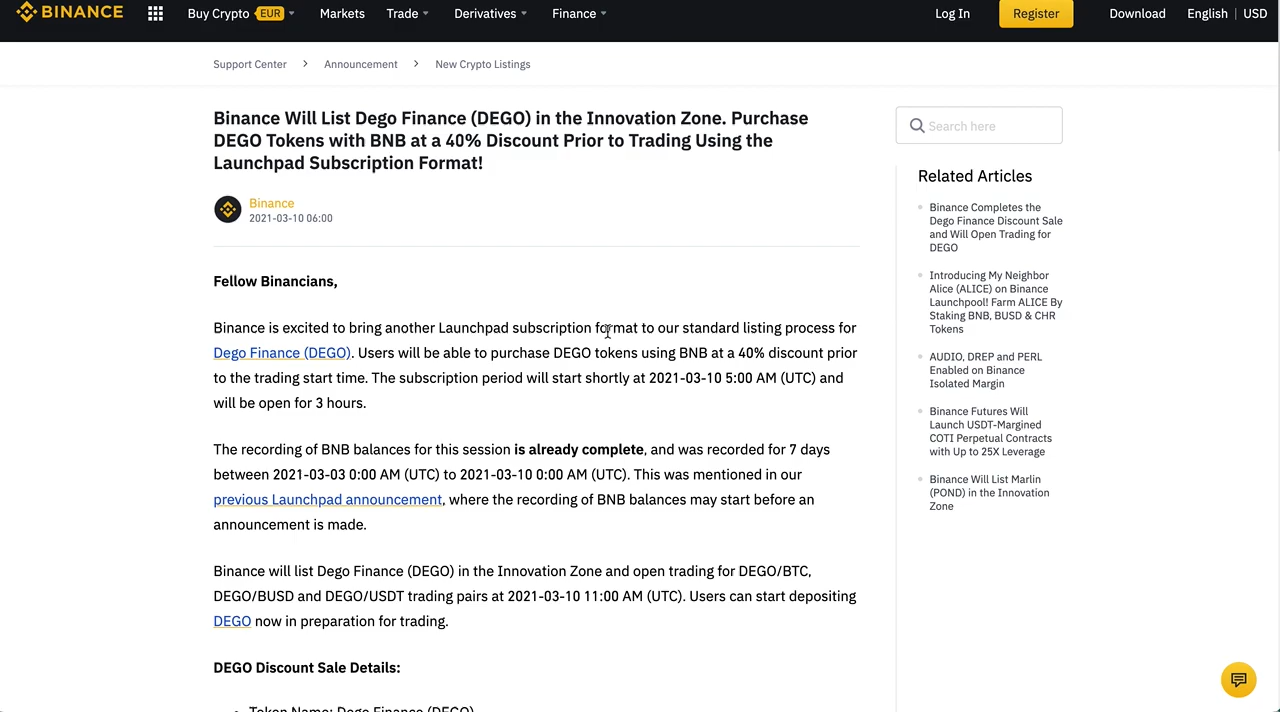 BINANCE
Buy Crypto EUR
Markets
Trade
Derivatives
Finance
Log In
Register
Download
English | USD
Support Center > Announcement > New Crypto Listings
Binance Will List Dego Finance (DEGO) in the Innovation Zone. Purchase
DEGO Tokens with BNB at a 40% Discount Prior to Trading Using the
Launchpad Subscription Format!
Binance
2021-03-10 06:00
Fellow Binancians,
Binance is excited to bring another Launchpad subscription format to our standard listing process for
Dego Finance (DEGO). Users will be able to purchase DEGO tokens using BNB at a 40% discount prior
to the trading start time. The subscription period will start shortly at 2021-03-10 5:00 AM (UTC) and
will be open for 3 hours.
The recording of BNB balances for this session is already complete, and was recorded for 7 days
between 2021-03-03 0:00 AM (UTC) to 2021-03-10 0:00 AM (UTC). This was mentioned in our
previous Launchpad announcement, where the recording of BNB balances may start before an
announcement is made.
Binance will list Dego Finance (DEGO) in the Innovation Zone and open trading for DEGO/BTC,
DEGO/BUSD and DEGO/USDT trading pairs at 2021-03-10 11:00 AM (UTC). Users can start depositing
DEGO now in preparation for trading.
DEGO Discount Sale Details:
Token Name: Dego Finance (DEGO)
Search here
Related Articles
Binance Completes the
Dego Finance Discount Sale
and Will Open Trading for
DEGO
Introducing My Neighbor
Alice (ALICE) on Binance
Launchpool! Farm ALICE By
Staking BNB, BUSD & CHR
Tokens
AUDIO, DREP and PERL
Enabled on Binance
Isolated Margin
Binance Futures Will
Launch USDT-Margined
COTI Perpetual Contracts
with Up to 25X Leverage
Binance Will List Marlin
(POND) in the Innovation
Zone